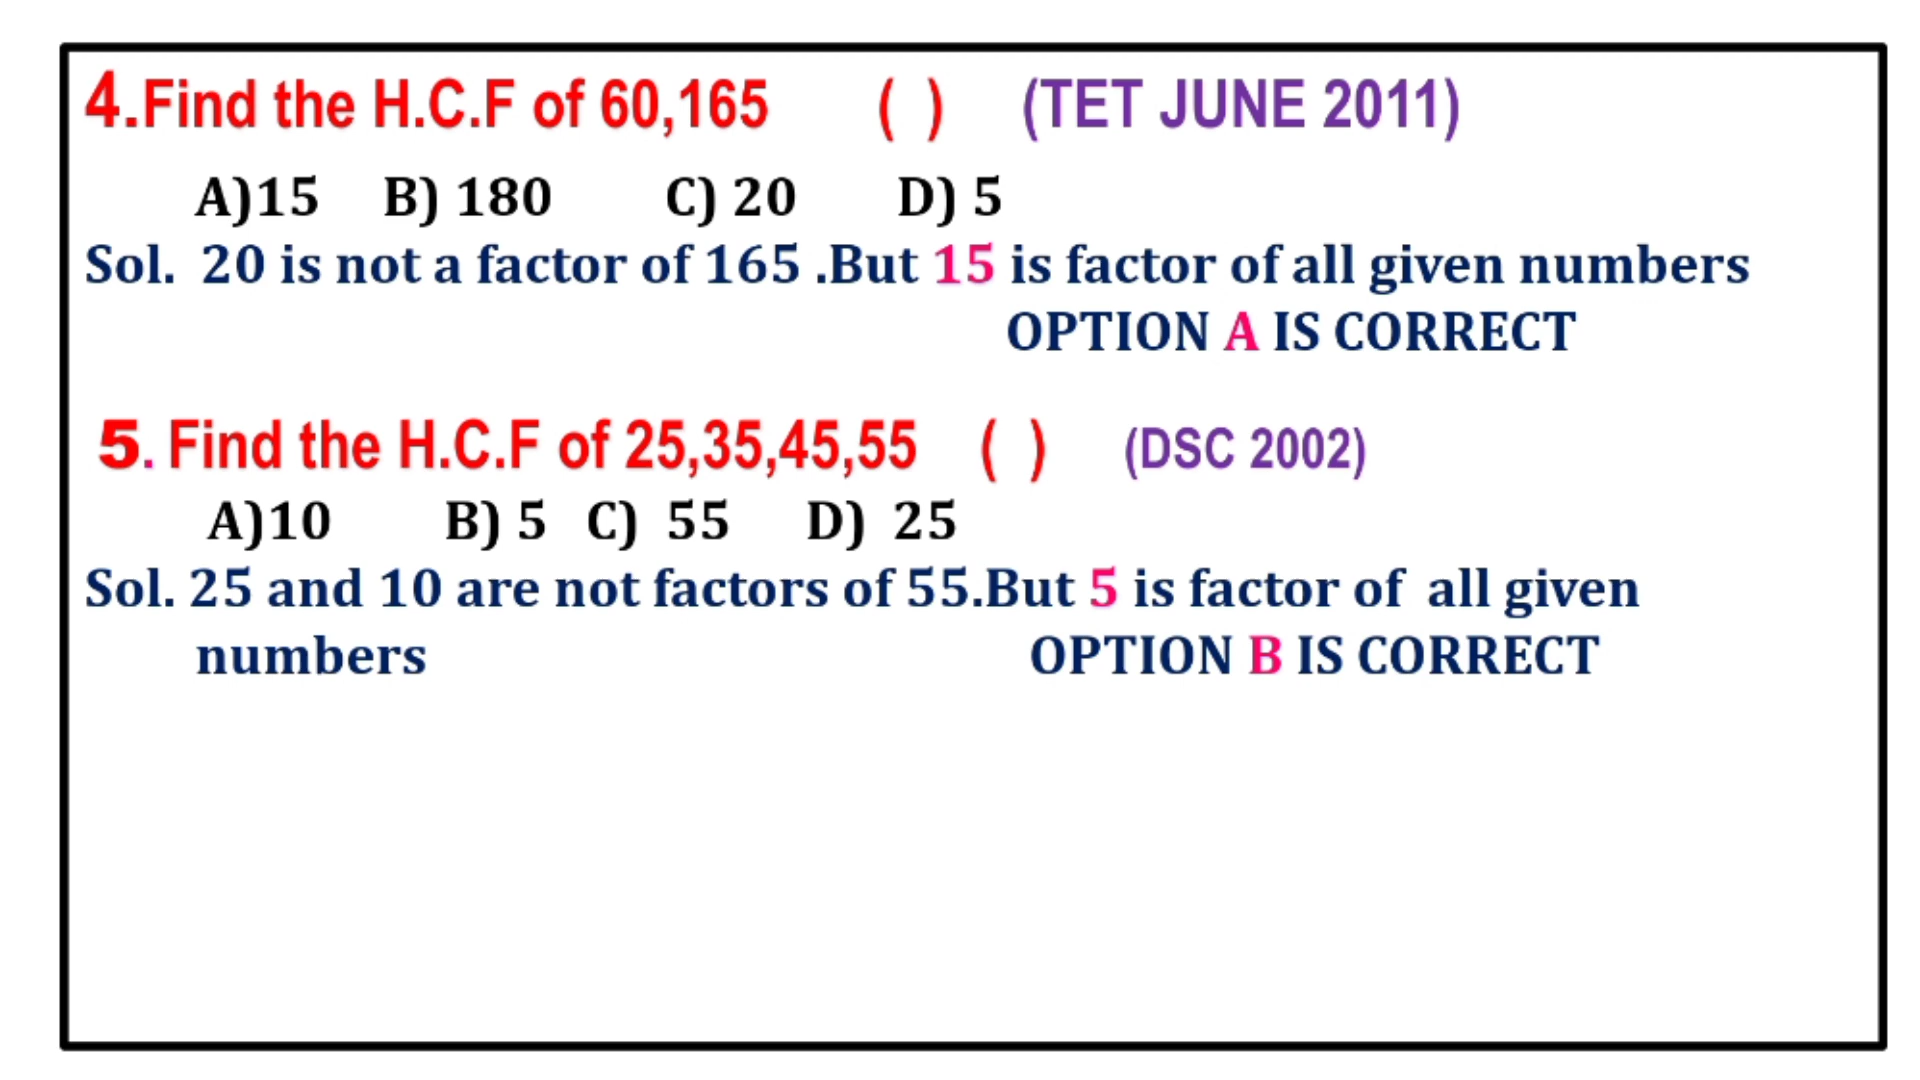 4.Find the H.C.F of 60,165 ( ) (TET JUNE 2011)
A)15 B) 180 C) 20 D) 5
Sol. 20 is not a factor of 165 .But 15 is factor of all given numbers
OPTION A IS CORRECT
5. Find the H.C.F of 25,35,45,55 ( ) (DSC 2002)
A)10 B) 5 C) 55 D) 25
Sol. 25 and 10 are not factors of 55.But 5 is factor of all given
numbers OPTION B IS CORRECT